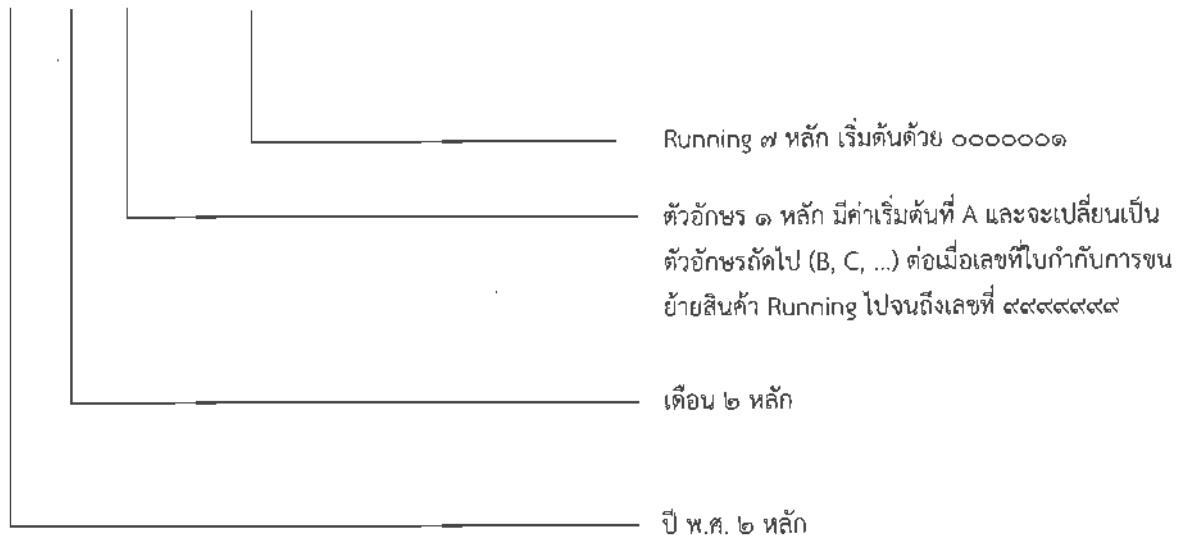 Running ๗ หลัก เริ่มต้นด้วย ๐๐๐๐๐๐๑
ตัวอักษร ๑ หลัก มีค่าเริ่มต้นที่ A และจะเปลี่ยนเป็น
ตัวอักษรถัดไป (B, C, ...) ต่อเมื่อเลขที่ใบกำกับการขน
ย้ายสินค้า Running ไปจนถึงเลขที่ ๙๙๙๙๙๙๙
เดือน ๒ หลัก
ปี พ.ศ. ๒ หลัก